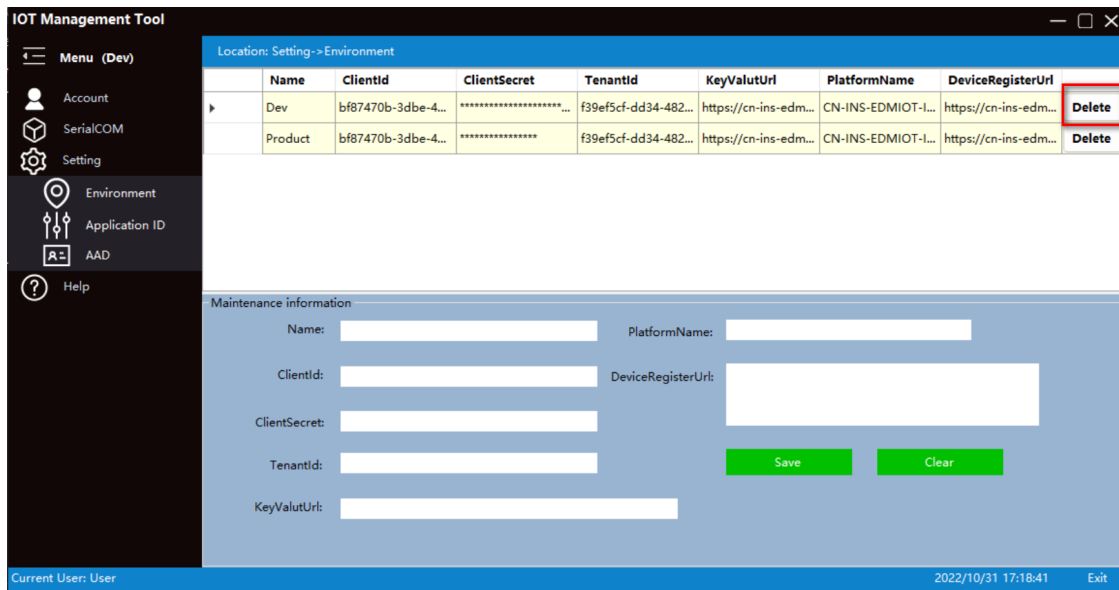 IOT Management Tool
Menu (Dev)
Account
SerialCOM
Setting
Environment
Application ID
AAD
Help
Location: Setting->Environment
Name ClientId ClientSecret TenantId KeyValutUrl PlatformName DeviceRegisterUrl
Dev bf87470b-3dbe-4... *********************... f39ef5cf-dd34-482... https://cn-ins-edm... CN-INS-EDMIOT-I... https://cn-ins-edm... Delete
Product bf87470b-3dbe-4... **************** f39ef5cf-dd34-482... https://cn-ins-edm... CN-INS-EDMIOT-I... https://cn-ins-edm... Delete
Maintenance information
Name: PlatformName:
ClientId: DeviceRegisterUrl:
ClientSecret:
TenantId: Save Clear
KeyValutUrl:
Current User: User 2022/10/31 17:18:41 Exit